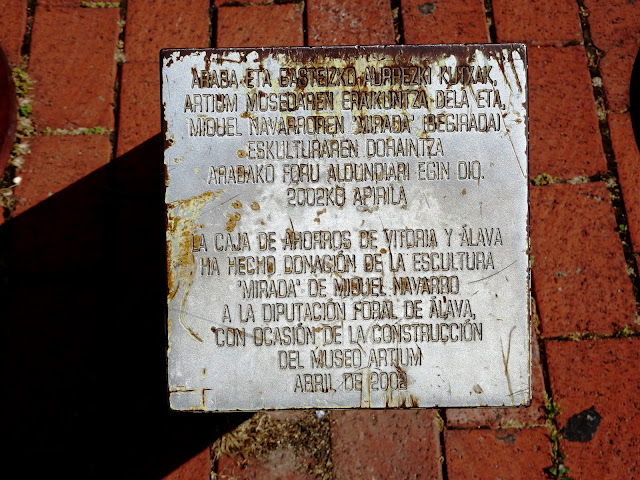 ARABA ETA GASTEIZKO AURREZKI KUTXAK,
ARTIUM MUSEOAREN ERAIKUNTZA DELA ETA,
MIQUEL NAVARROREN "MIRADA" (BEGIRADA)
ESKULTURAREN DOHAINTZA
ARABAKO FORU ALDUNDIARI EGIN DIO.
2002KO APIRILA
LA CAJA DE AHORROS DE VITORIA Y ÁLAVA
HA HECHO DONACIÓN DE LA ESCULTURA
"MIRADA" DE MIQUEL NAVARRO
A LA DIPUTACIÓN FORAL DE ÁLAVA,
CON OCASIÓN DE LA CONSTRUCCIÓN
DEL MUSEO ARTIUM
ABRIL DE 2002